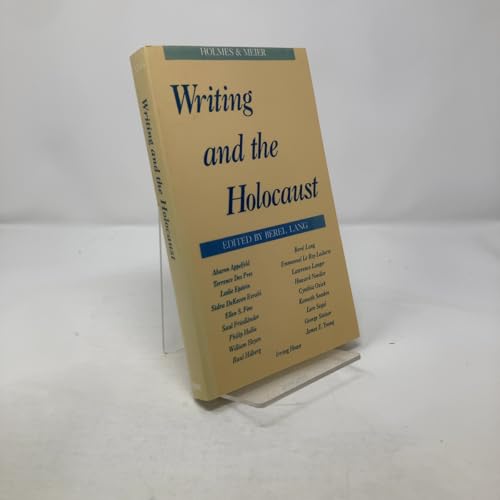 HOLMES & MEIER
Writing
and the
Holocaust
EDITED BY BEREL LANG
Aharon Appelfeld
Terrence Des Pres
Leslie Epstein
Sidra DeKoven Ezrahi
Ellen S. Fine
Saul Friedländer
Philip Hallie
William Heyen
Raul Hilberg
Irving Howe
Berel Lang
Emmanuel Le Roy Ladurie
Lawrence Langer
Howard Needler
Cynthia Ozick
Kenneth Seeskin
Lore Segal
George Steiner
James E. Young
Writing and the Holocaust